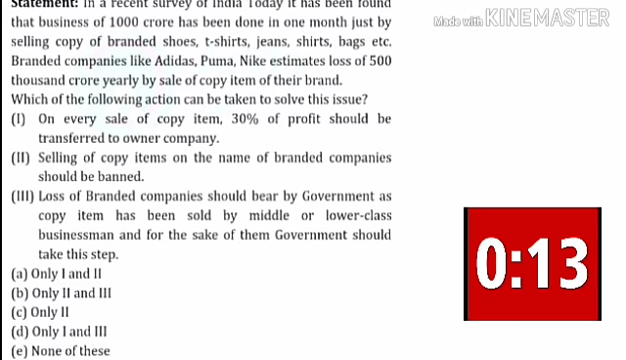 Statement: In a recent survey of India Today it has been found
that business of 1000 crore has been done in one month just by
selling copy of branded shoes, t-shirts, jeans, shirts, bags etc.
Branded companies like Adidas, Puma, Nike estimates loss of 500
thousand crore yearly by sale of copy item of their brand.
Which of the following action can be taken to solve this issue?
(I) On every sale of copy item, 30% of profit should be
transferred to owner company.
(II) Selling of copy items on the name of branded companies
should be banned.
(III) Loss of Branded companies should bear by Government as
copy item has been sold by middle or lower-class
businessman and for the sake of them Government should
take this step.
(a) Only I and II
(b) Only II and III
(c) Only II
(d) Only I and III
(e) None of these
Made with KINEMASTER
0:13